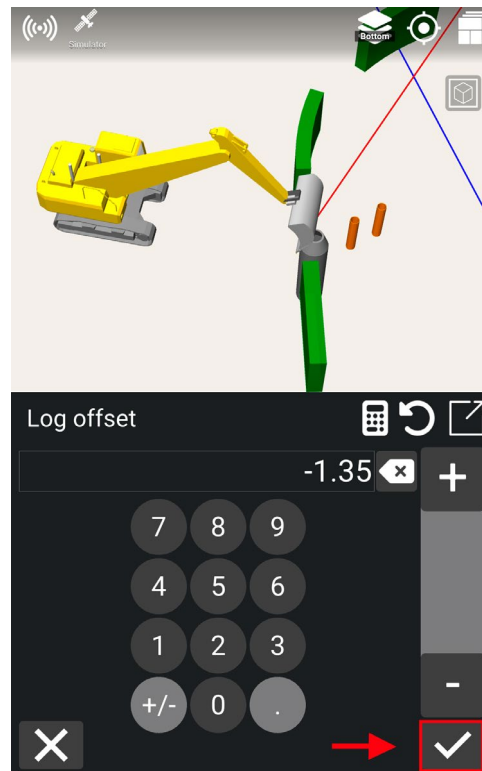 Simulator
Bottom
Log offset
-1.35
+
7 8 9
4 5 6
1 2 3
-
+/- 0 .